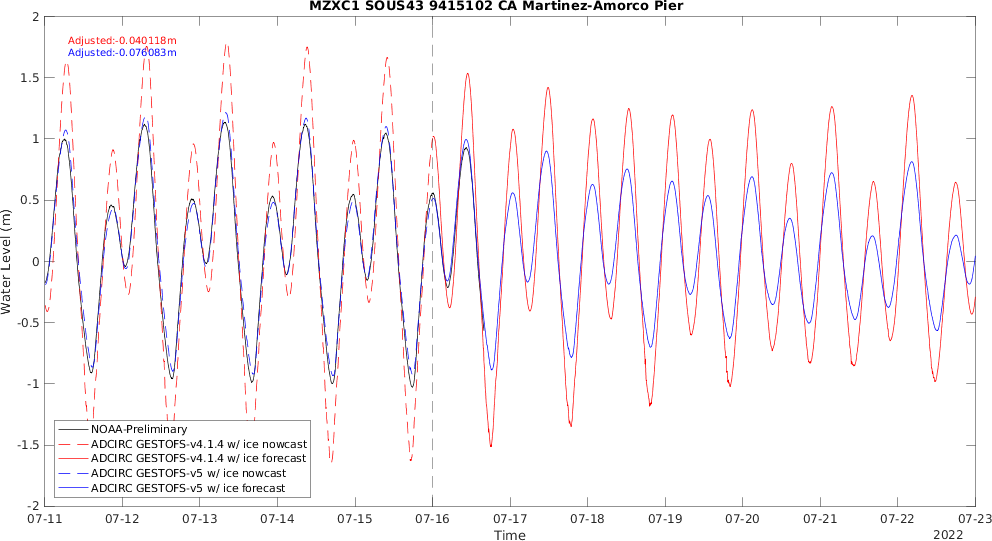 MZXC1 SOUS43 9415102 CA Martinez-Amorco Pier
Adjusted:-0.040118m
Adjusted:-0.076083m
2
1.5
1
0.5
0
-0.5
-1
-1.5
-2
Water Level (m)
NOAA-Preliminary
ADCIRC GESTOFS-v4.1.4 w/ ice nowcast
ADCIRC GESTOFS-v4.1.4 w/ ice forecast
ADCIRC GESTOFS-v5 w/ ice nowcast
ADCIRC GESTOFS-v5 w/ ice forecast
07-11 07-12 07-13 07-14 07-15 07-16 07-17 07-18 07-19 07-20 07-21 07-22 07-23
Time
2022